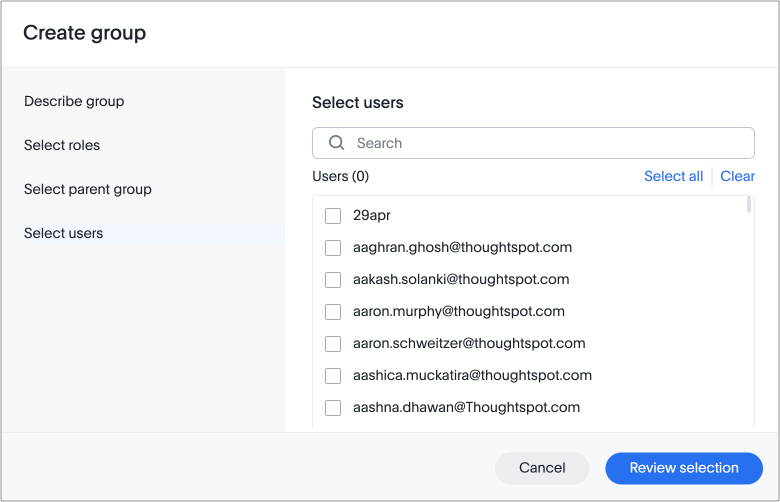 Create group
Describe group
Select roles
Select parent group
Select users
Select users
Search
Users (0) Select all Clear
29apr
aaghran.ghosh@thoughtspot.com
aakash.solanki@thoughtspot.com
aaron.murphy@thoughtspot.com
aaron.schweitzer@thoughtspot.com
aashica.muckatira@thoughtspot.com
aashna.dhawan@Thoughtspot.com
Cancel Review selection